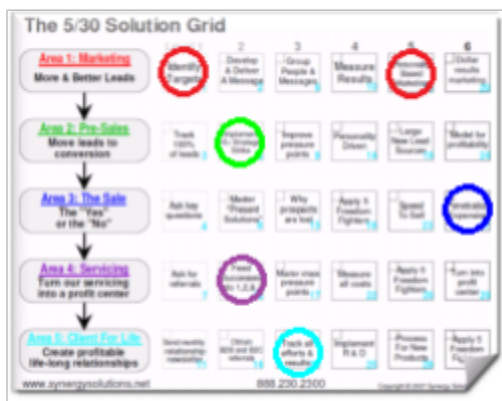 The 5/30 Solution Grid
1 2 3 4 5 6
Area 1: Marketing
More & Better Leads
Identify Targets
Develop & Deliver A Message
Group People & Messages
Measure Results
Dollar results marketing
Area 2: Pre-Sales
Move leads to conversion
Track 100% of leads
Improve pressure points
Personality Driven
Large New Lead Sources
Model for profitability
Area 3: The Sale
The "Yes" or the "No"
Ask key questions
Master "Present Solutions"
Why prospects are lost
Apply 5 Freedom Fighters
Speed To Sell
Area 4: Servicing
Turn our servicing into a profit center
Ask for referrals
Master pressure points
Measure all costs
Apply 5 Freedom Fighters
Turn into profit center
Area 5: Client For Life
Create profitable life-long relationships
Send monthly relationship newsletter
Obtain B2B and B2C referrals
Track all efforts & results
Implement R & D
Process For New Products
Apply 5 Freedom
www.synergysolutions.net
888.230.2300
Copyright © 2007 Synergy